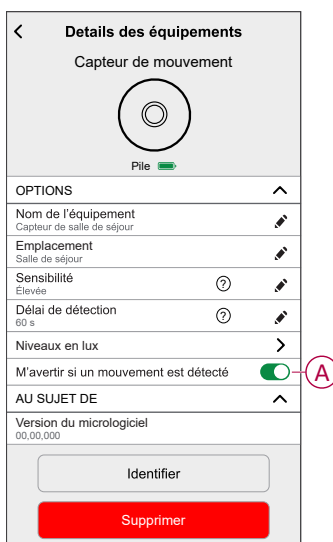 Details des équipements
Capteur de mouvement
Pile
OPTIONS
Nom de l'équipement
Capteur de salle de séjour
Emplacement
Salle de séjour
Sensibilité
?
Élevée
Délai de détection
?
60 s
Niveaux en lux
M'avertir si un mouvement est détecté
A
AU SUJET DE
Version du micrologiciel
00,00,000
Identifier
Supprimer